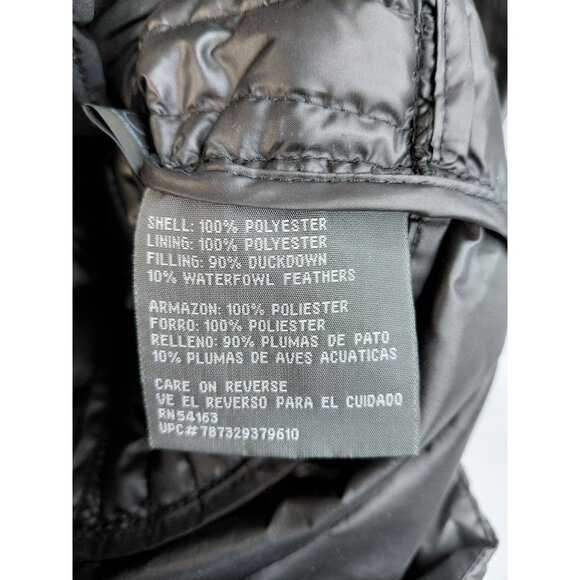 SHELL: 100% POLYESTER
LINING: 100% POLYESTER
FILLING: 90% DUCKDOWN
10% WATERFOWL FEATHERS
ARMAZON: 100% POLIESTER
FORRO: 100% POLIESTER
RELLENO: 90% PLUMAS DE PATO
10% PLUMAS DE AVES ACUATICAS
CARE ON REVERSE
VE EL REVERSO PARA EL CUIDADO
RN54163
UPC#787329379610